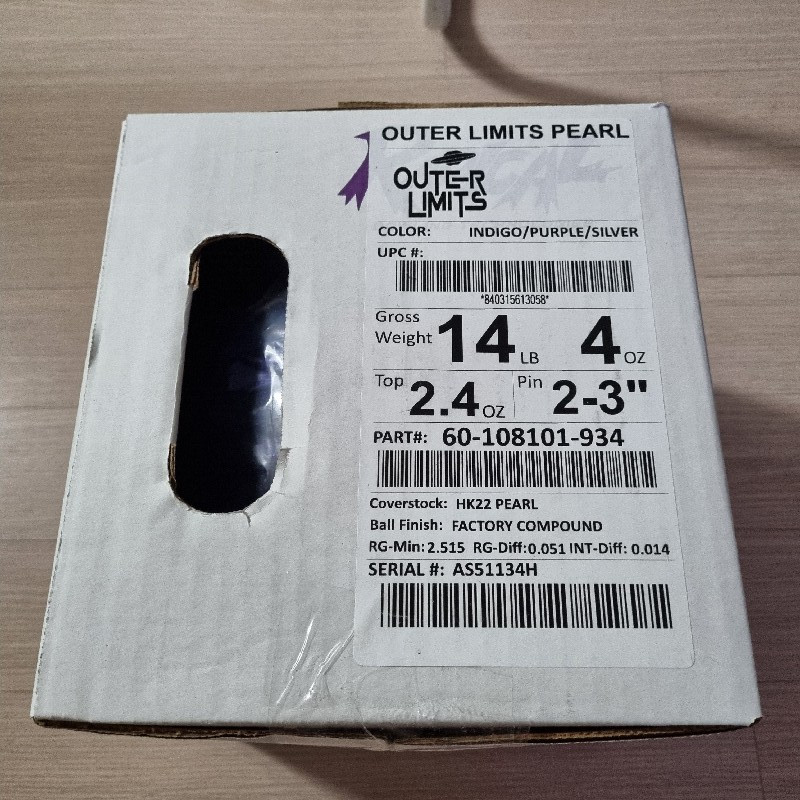 OUTER LIMITS PEARL
OUTER
LIMITS
COLOR: INDIGO/PURPLE/SILVER
UPC #:
*840315613058*
Gross Weight 14 LB 4 OZ
Top 2.4 OZ Pin 2-3"
PART#: 60-108101-934
Coverstock: HK22 PEARL
Ball Finish: FACTORY COMPOUND
RG-Min: 2.515 RG-Diff: 0.051 INT-Diff: 0.014
SERIAL #: AS51134H